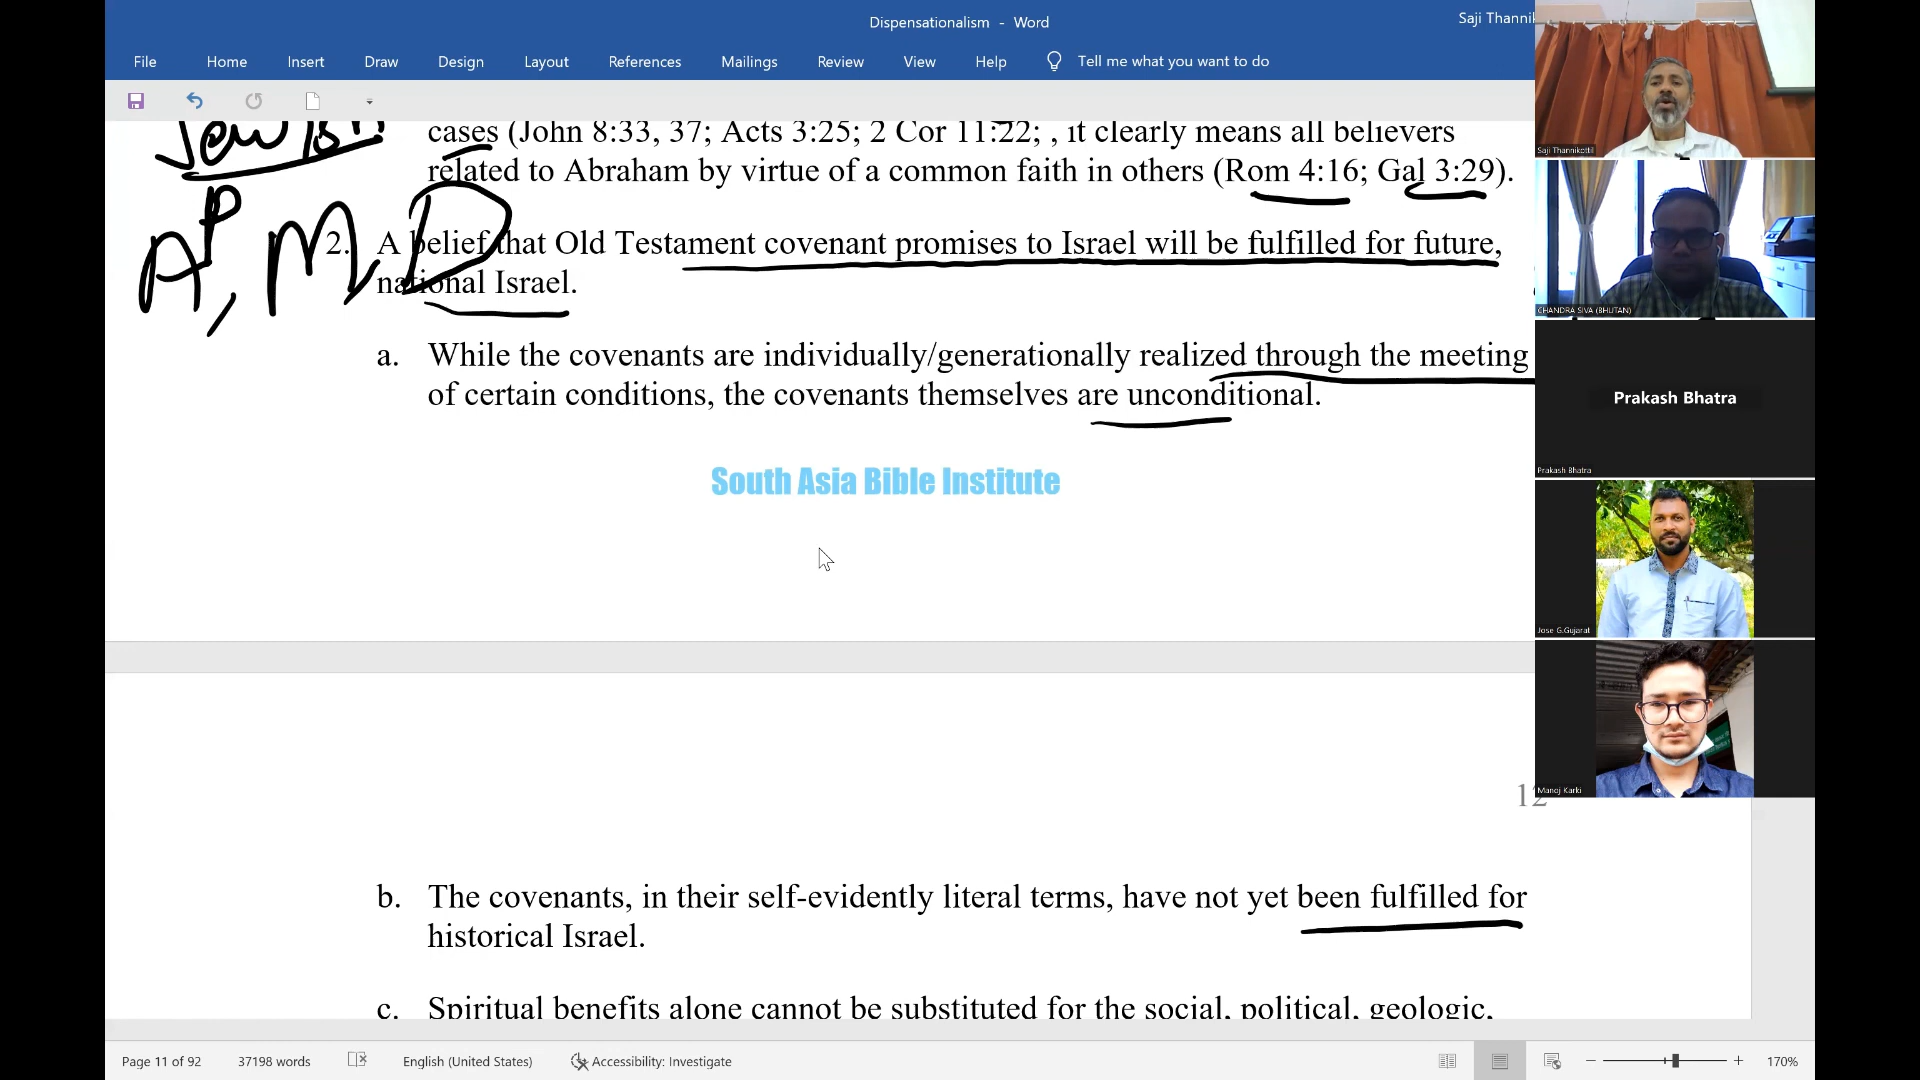 Dispensationalism - Word
File Home Insert Draw Design Layout References Mailings Review View Help Tell me what you want to do
Jewish
cases (John 8:33, 37; Acts 3:25; 2 Cor 11:22; , it clearly means all believers
related to Abraham by virtue of a common faith in others (Rom 4:16; Gal 3:29).
AP, M, D
2. A belief that Old Testament covenant promises to Israel will be fulfilled for future,
national Israel.
a. While the covenants are individually/generationally realized through the meeting
of certain conditions, the covenants themselves are unconditional.
South Asia Bible Institute
12
b. The covenants, in their self-evidently literal terms, have not yet been fulfilled for
historical Israel.
c. Spiritual benefits alone cannot be substituted for the social, political, geologic,
Page 11 of 92 37198 words English (United States) Accessibility: Investigate 170%
Saji
Saji Thannikottil
CHANDRA SIVA (BHUTAN)
Prakash Bhatra
Prakash Bhatra
Jose G.Gujarat
Manoj Karki